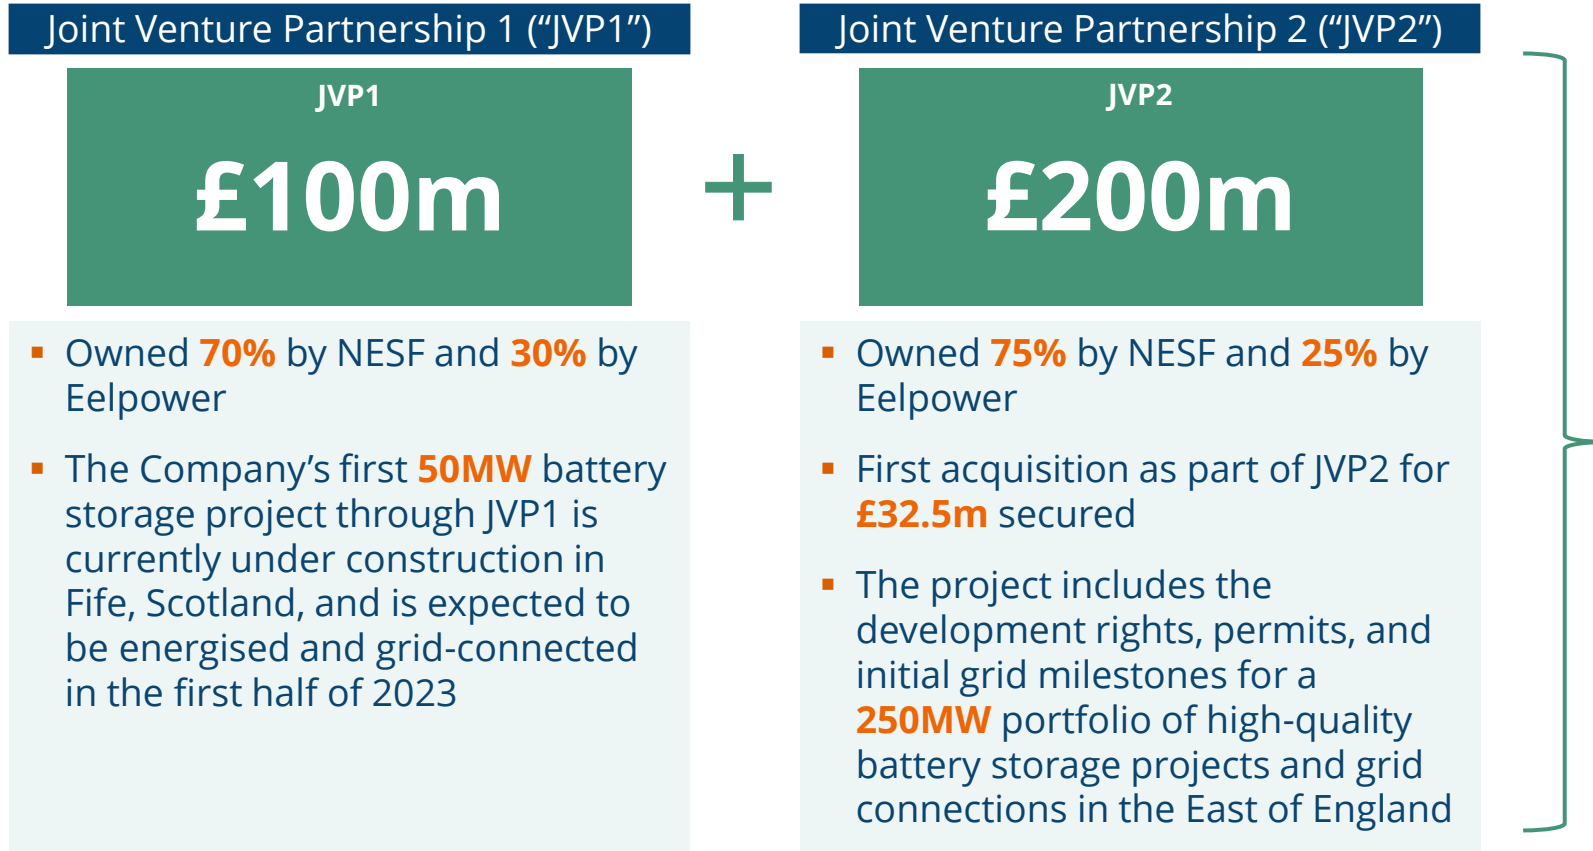 Joint Venture Partnership 1 (“JVP1”)
JVP1
£100m
▪ Owned 70% by NESF and 30% by
Eelpower
▪ The Company’s first 50MW battery
storage project through JVP1 is
currently under construction in
Fife, Scotland, and is expected to
be energised and grid-connected
in the first half of 2023
+
Joint Venture Partnership 2 (“JVP2”)
JVP2
£200m
▪ Owned 75% by NESF and 25% by
Eelpower
▪ First acquisition as part of JVP2 for
£32.5m secured
▪ The project includes the
development rights, permits, and
initial grid milestones for a
250MW portfolio of high-quality
battery storage projects and grid
connections in the East of England